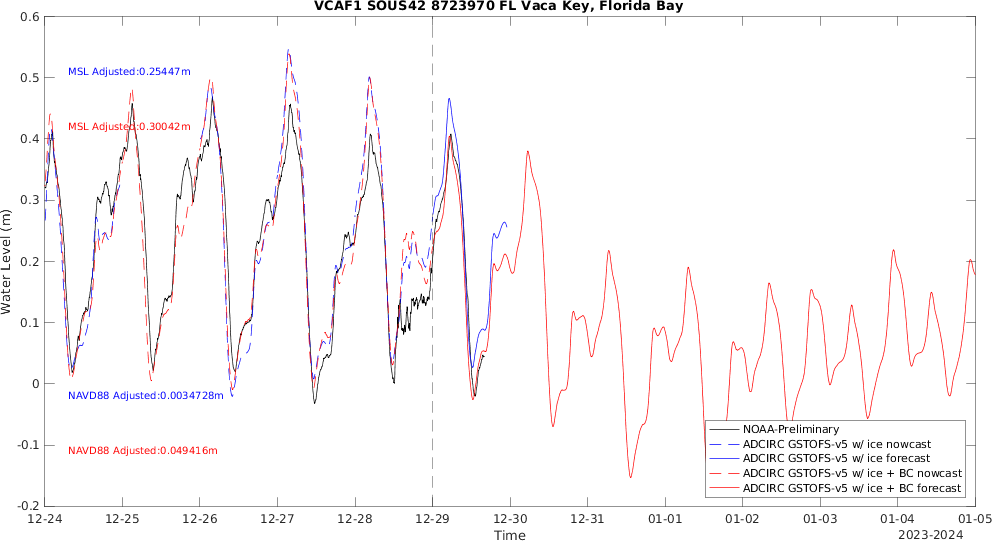 VCAF1 SOUS42 8723970 FL Vaca Key, Florida Bay
0.6
0.5
0.4
0.3
0.2
0.1
0
-0.1
-0.2
Water Level (m)
MSL Adjusted:0.25447m
MSL Adjusted:0.30042m
NAVD88 Adjusted:0.0034728m
NAVD88 Adjusted:0.049416m
NOAA-Preliminary
ADCIRC GSTOFS-v5 w/ ice nowcast
ADCIRC GSTOFS-v5 w/ ice forecast
ADCIRC GSTOFS-v5 w/ice + BC nowcast
ADCIRC GSTOFS-v5 w/ice + BC forecast
12-24 12-25 12-26 12-27 12-28 12-29 12-30 12-31 01-01 01-02 01-03 01-04 01-05
Time
2023-2024